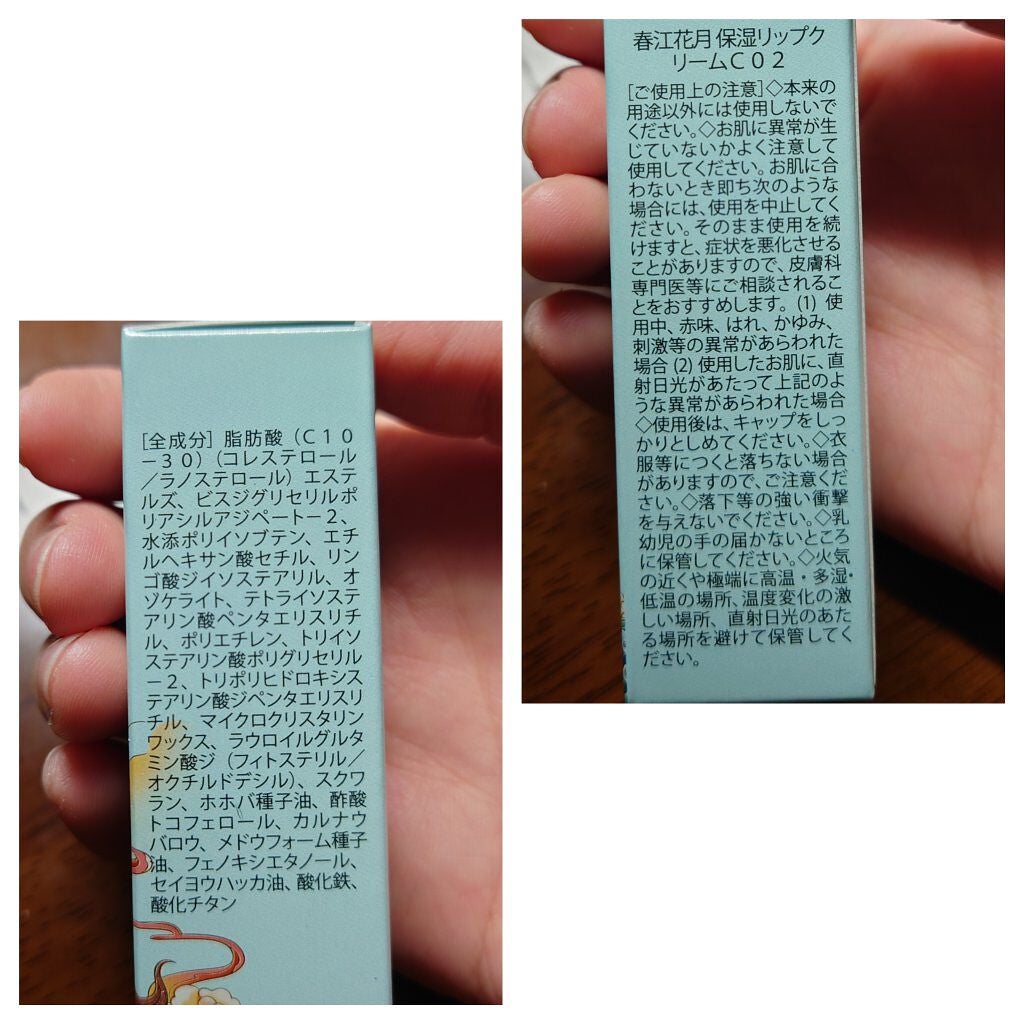 [全成分] 脂肪酸（C10
−30）（コレステロール
／ラノステロール）エステ
ルズ、ビスジグリセリルポ
リアシルアジペート−2、
水添ポリイソブテン、エチ
ルヘキサン酸セチル、リン
ゴ酸ジイソステアリル、オ
ゾケライト、テトライソステ
アリン酸ペンタエリスリチ
ル、ポリエチレン、トリイソ
ステアリン酸ポリグリセリル
−2、トリポリヒドロキシス
テアリン酸ジペンタエリスリ
チル、マイクロクリスタリン
ワックス、ラウロイルグルタ
ミン酸ジ（フィトステリル／
オクチルドデシル）、スクワ
ラン、ホホバ種子油、酢酸
トコフェロール、カルナウ
バロウ、メドウフォーム種子
油、フェノキシエタノール、
セイヨウハッカ油、酸化鉄、
酸化チタン
春江花月 保湿リップク
リームC02
[ご使用上の注意]◇本来の
用途以外には使用しないで
ください。◇お肌に異常が生
じていないかよく注意して
使用してください。お肌に合
わないとき即ち次のような
場合には、使用を中止してく
ださい。そのまま使用を続
けますと、症状を悪化させる
ことがありますので、皮膚科
専門医等にご相談されるこ
とをおすすめします。(1) 使
用中、赤味、はれ、かゆみ、
刺激等の異常があらわれた
場合 (2) 使用したお肌に、直
射日光があたって上記のよ
うな異常があらわれた場合
◇使用後は、キャップをしっ
かりとしめてください。◇衣
服等につくと落ちない場合
がありますので、ご注意くだ
さい。◇落下等の強い衝撃
を与えないでください。◇乳
幼児の手の届かないところ
に保管してください。◇火気
の近くや極端に高温・多湿・
低温の場所、温度変化の激
しい場所、直射日光のあた
る場所を避けて保管してく
ださい。